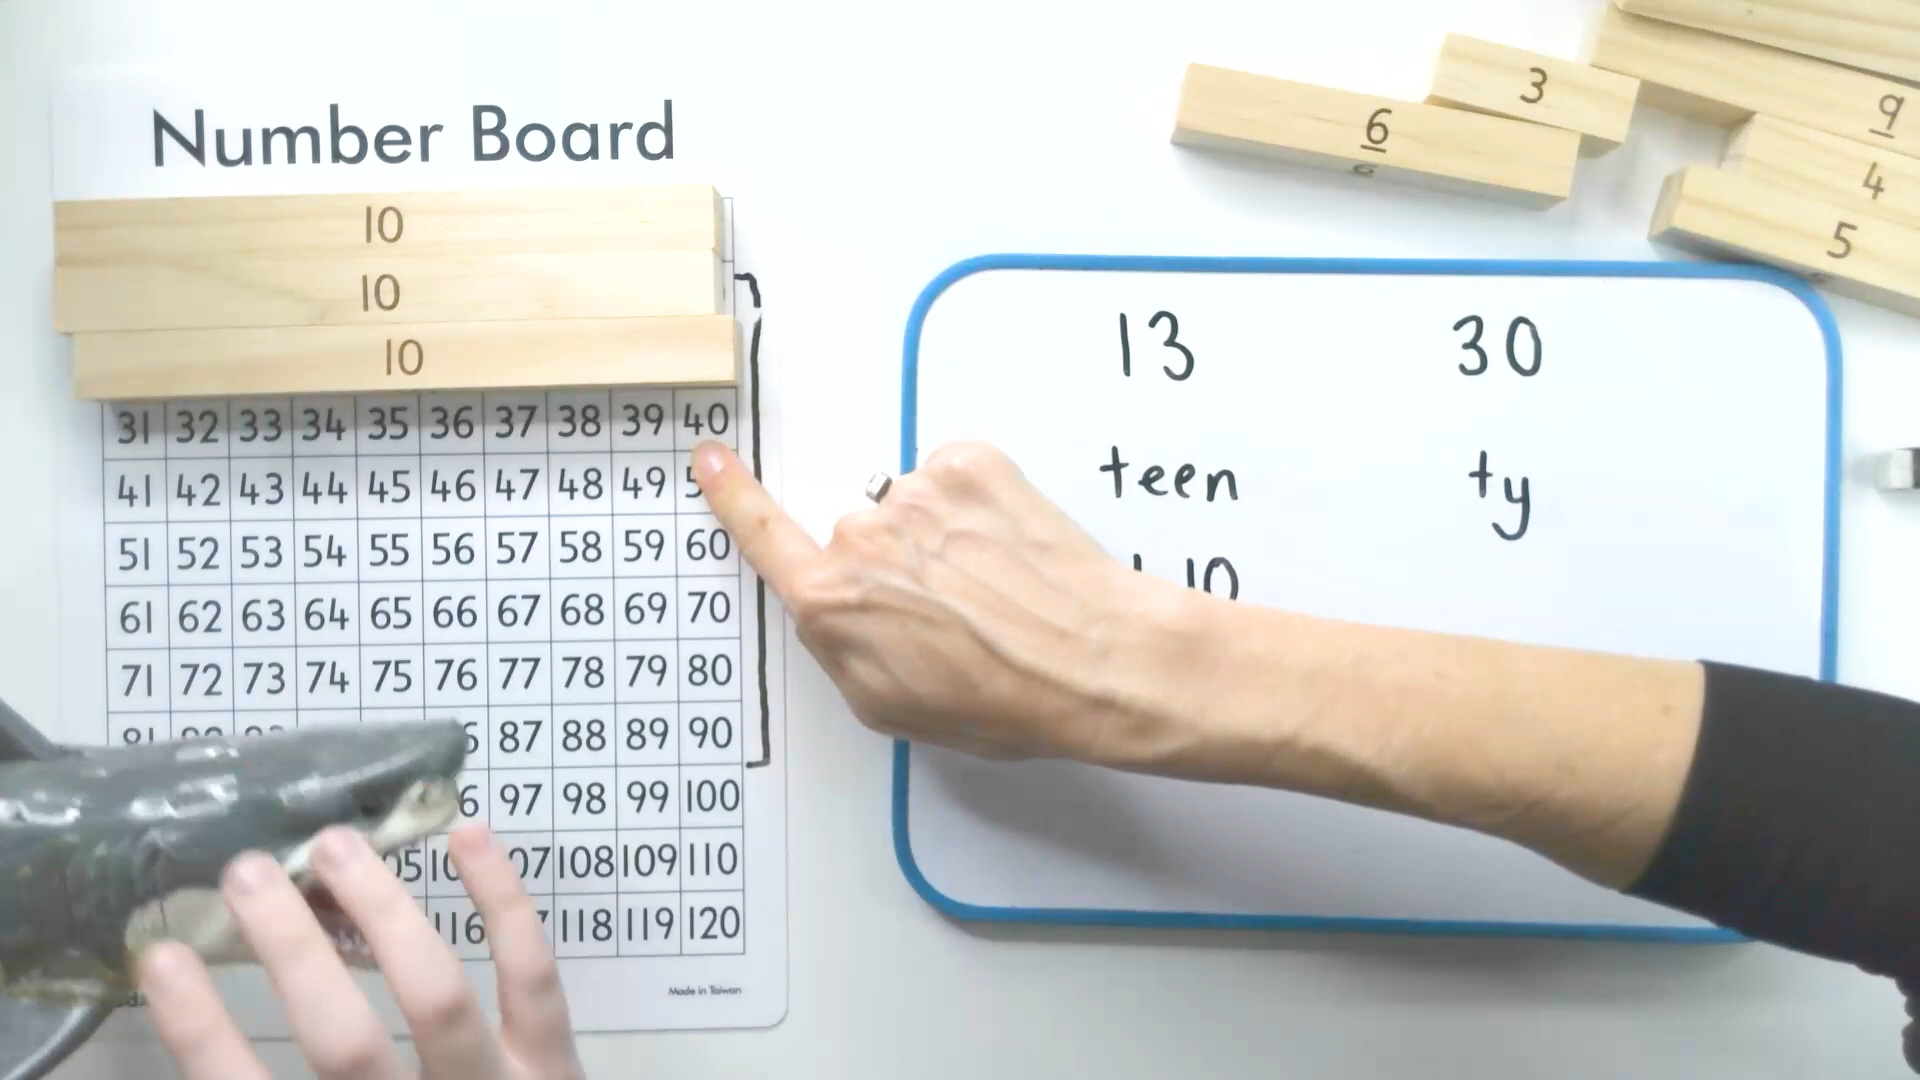 Number Board
10
10
10
31 32 33 34 35 36 37 38 39 40
41 42 43 44 45 46 47 48 49
51 52 53 54 55 56 57 58 59 60
61 62 63 64 65 66 67 68 69 70
71 72 73 74 75 76 77 78 79 80
87 88 89 90
97 98 99 100
108 109 110
116 118 119 120
Made in Taiwan
6
3
9
4
5
13 30
teen ty
10